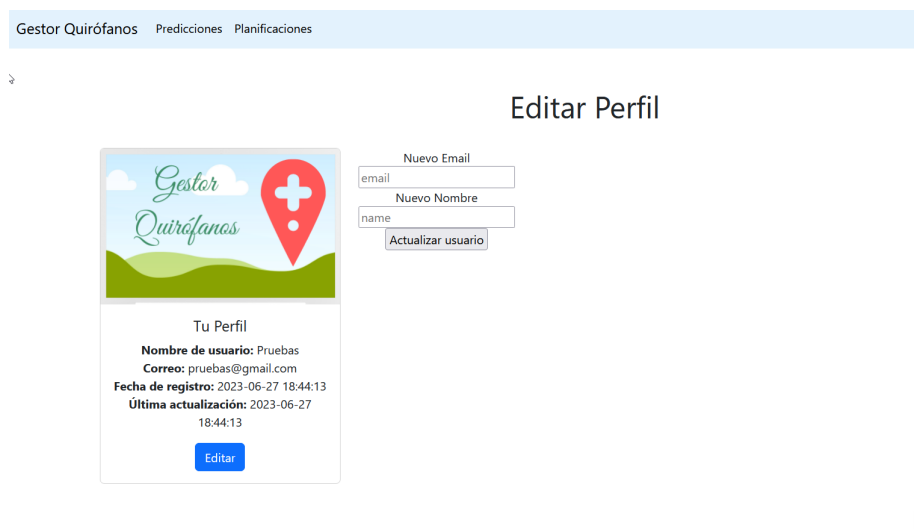 Gestor Quirófanos Predicciones Planificaciones
Editar Perfil
Gestor
Quirófanos
Tu Perfil
Nombre de usuario: Pruebas
Correo: pruebas@gmail.com
Fecha de registro: 2023-06-27 18:44:13
Última actualización: 2023-06-27
18:44:13
Editar
Nuevo Email
email
Nuevo Nombre
name
Actualizar usuario